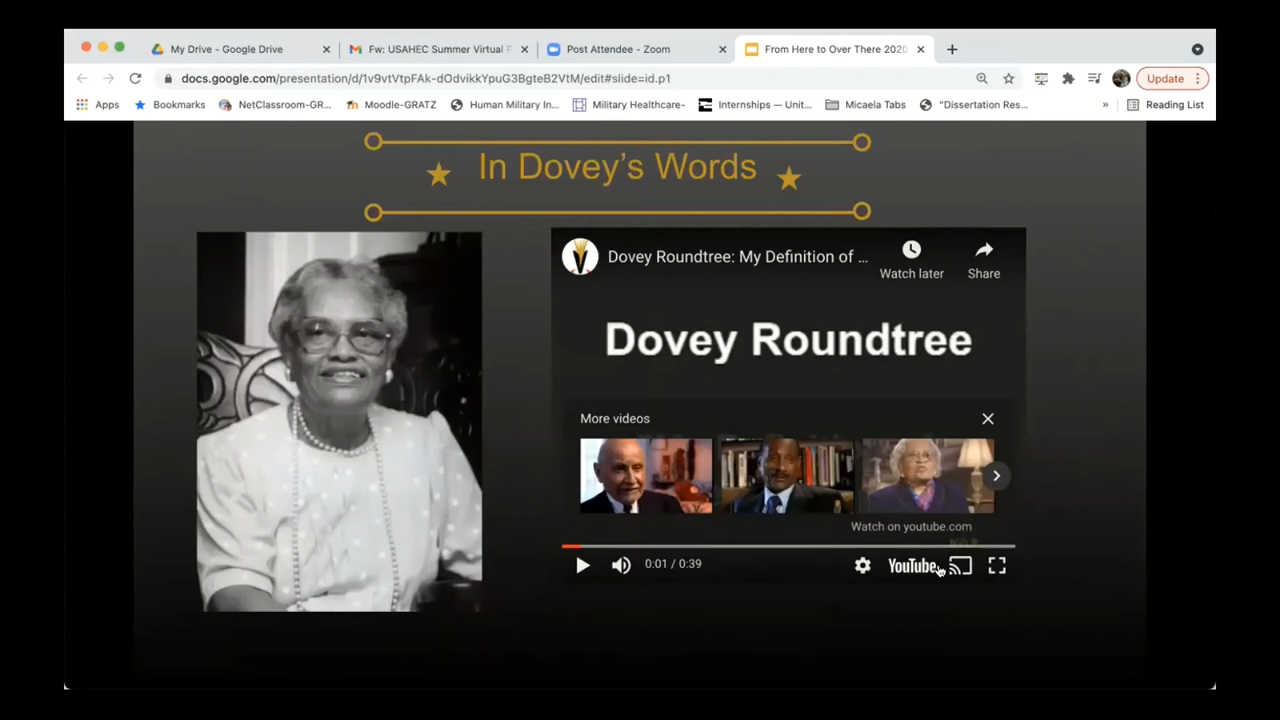 My Drive - Google Drive
Fw: USAHEC Summer Virtual
Post Attendee - Zoom
From Here to Over There 2020
docs.google.com/presentation/d/1v9vtVtpFAk-dOdvikkYpuG3BgteB2VtM/edit#slide=id.p1
Update
Apps
Bookmarks
NetClassroom-GR...
Moodle-GRATZ
Human Military In...
Military Healthcare-
Internships — Unit...
Micaela Tabs
"Dissertation Res...
»
Reading List
In Dovey's Words
Dovey Roundtree: My Definition of ...
Watch later
Share
Dovey Roundtree
More videos
Watch on youtube.com
0:01 / 0:39
YouTube